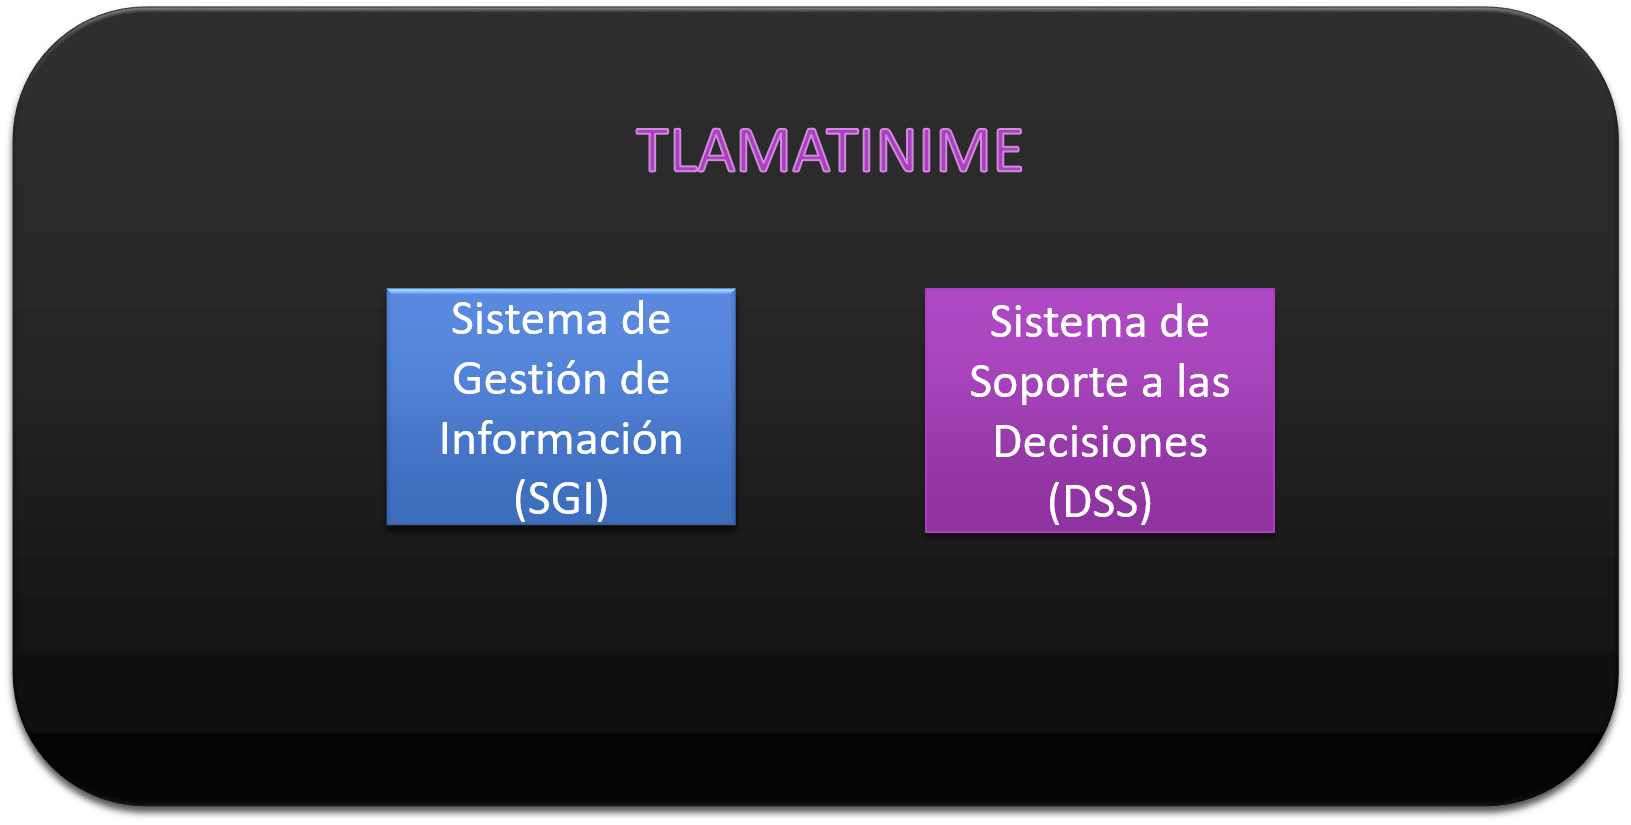 TLAMATINIME
Sistema de
Gestión de
Información
(SGI)
Sistema de
Soporte a las
Decisiones
(DSS)